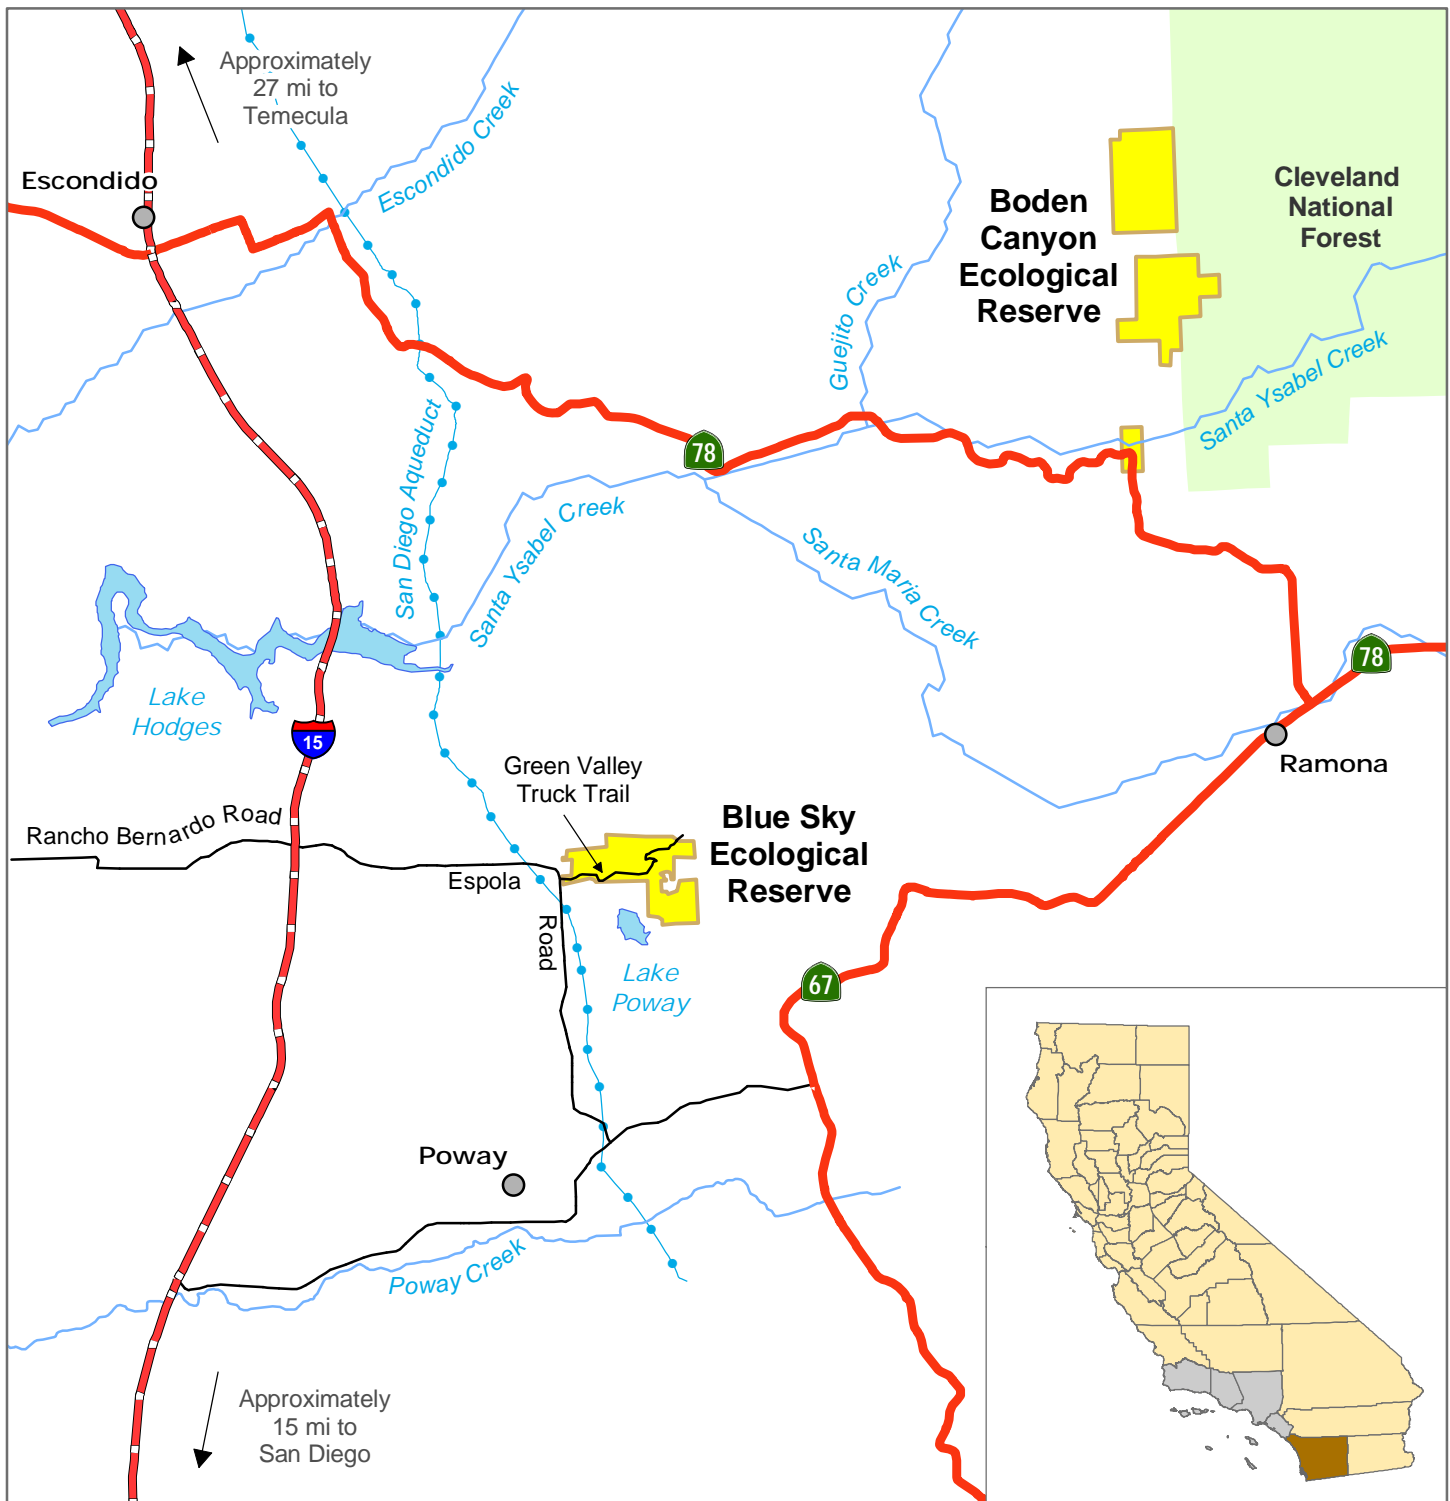 Approximately
27 mi to
Temecula
Escondido Creek
Escondido
Cleveland
National
Forest
Boden
Canyon
Ecological
Reserve
Guejito Creek
Santa Ysabel Creek
San Diego Aqueduct
78
Santa Ysabel Creek
Santa Maria Creek
78
Lake
Hodges
15
Ramona
Green Valley
Truck Trail
Rancho Bernardo Road
Blue Sky
Ecological
Reserve
Espola
Road
Lake
Poway
67
Poway
Poway Creek
Approximately
15 mi to
San Diego